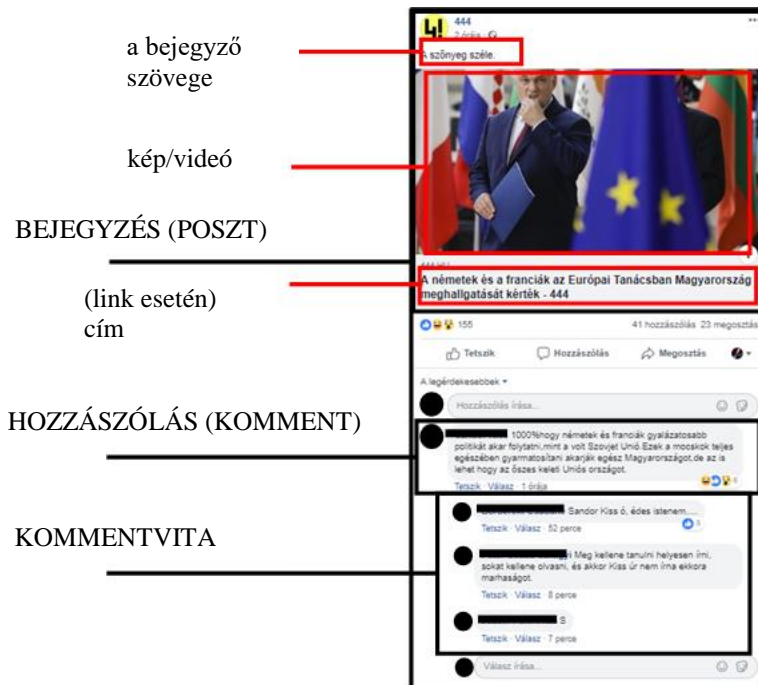 a bejegyző
szövege
kép/videó
BEJEGYZÉS (POSZT)
(link esetén)
cím
HOZZÁSZÓLÁS (KOMMENT)
KOMMENTVITA
444
2 órája
A szőnyeg széle.
A németek és a franciák az Európai Tanácsban Magyarország
meghallgatását kérték - 444
155
41 hozzászólás 23 megosztás
Tetszik Hozzászólás Megosztás
A legérdekesebbek
Hozzászólás írása...
1000%hogy németek és franciák gyalázatosabb
politikát akar folytatni,mint a volt Szovjet Unió.Ezek a mocskok teljes
egészében gyarmatosítani akarják egész Magyarországot,de az is
lehet hogy az őszes keleti Uniós országot.
Tetszik · Válasz · 1 órája
6
Sandor Kiss ó, édes istenem.....
Tetszik · Válasz · 52 perce
3
Meg kellene tanulni helyesen írni,
sokat kellene olvasni, és akkor Kiss úr nem írna ekkora
marhaságot.
Tetszik · Válasz · 8 perce
S
Tetszik · Válasz · 7 perce
Válasz írása...